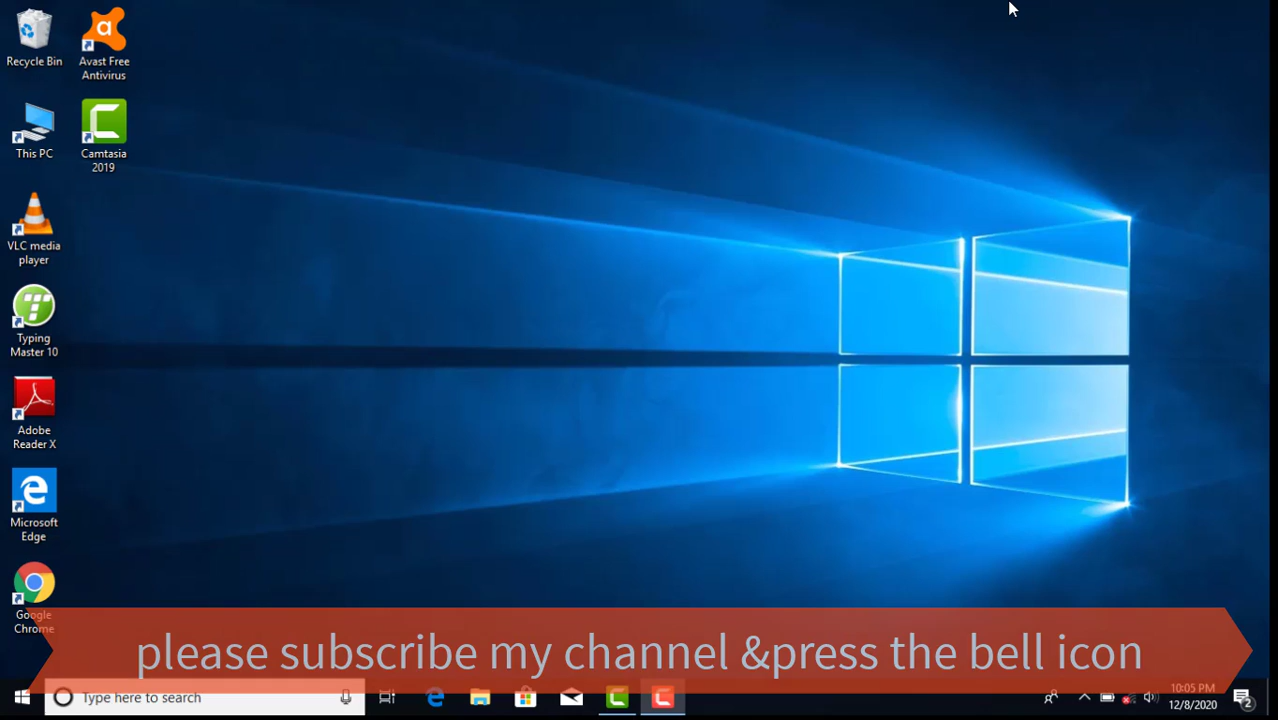 Recycle Bin
Avast Free
Antivirus
This PC
Camtasia
2019
VLC media
player
Typing
Master 10
Adobe
Reader X
Microsoft
Edge
Google
Chrome
please subscribe my channel &press the bell icon
Type here to search
10:05 PM
12/8/2020
2